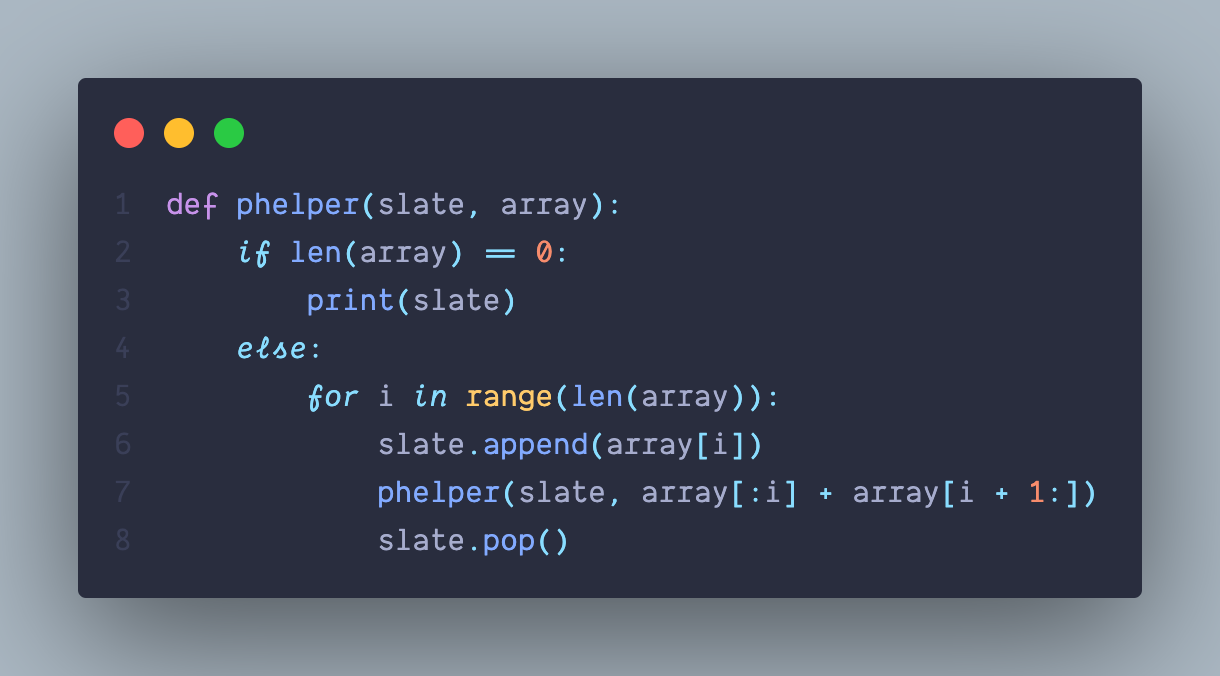 1 def phelper(slate, array):
2     if len(array) == 0:
3         print(slate)
4     else:
5         for i in range(len(array)):
6             slate.append(array[i])
7             phelper(slate, array[:i] + array[i + 1:])
8             slate.pop()